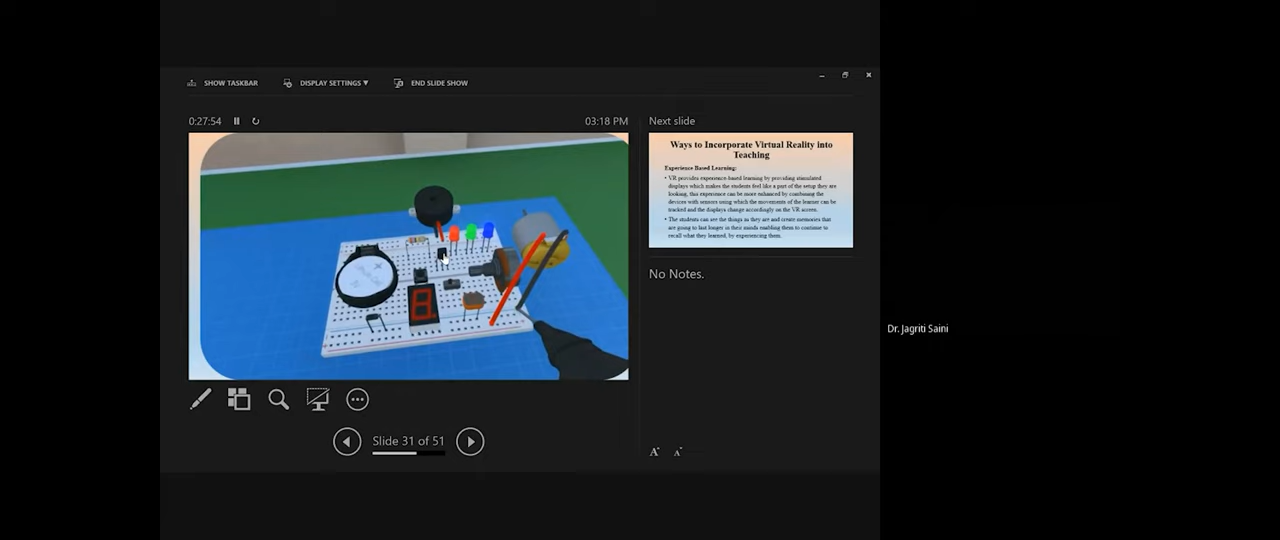 SHOW TASKBAR DISPLAY SETTINGS ▼ END SLIDE SHOW
0:27:54 03:18 PM
Next slide
Ways to Incorporate Virtual Reality into
Teaching
Experience Based Learning:
• VR provides experience based learning by providing stimulated
displays which makes the students feel like a part of the setup they are
looking, this experience can be more enhanced by combining the
devices with sensors using which the movements of the learner can be
tracked and the displays change accordingly on the VR screen.
• The students can see the things as they are and create memories that
are going to last longer in their minds enabling them to continue to
recall what they learned, by experiencing them.
No Notes.
Dr. Jagriti Saini
Slide 31 of 51
A A